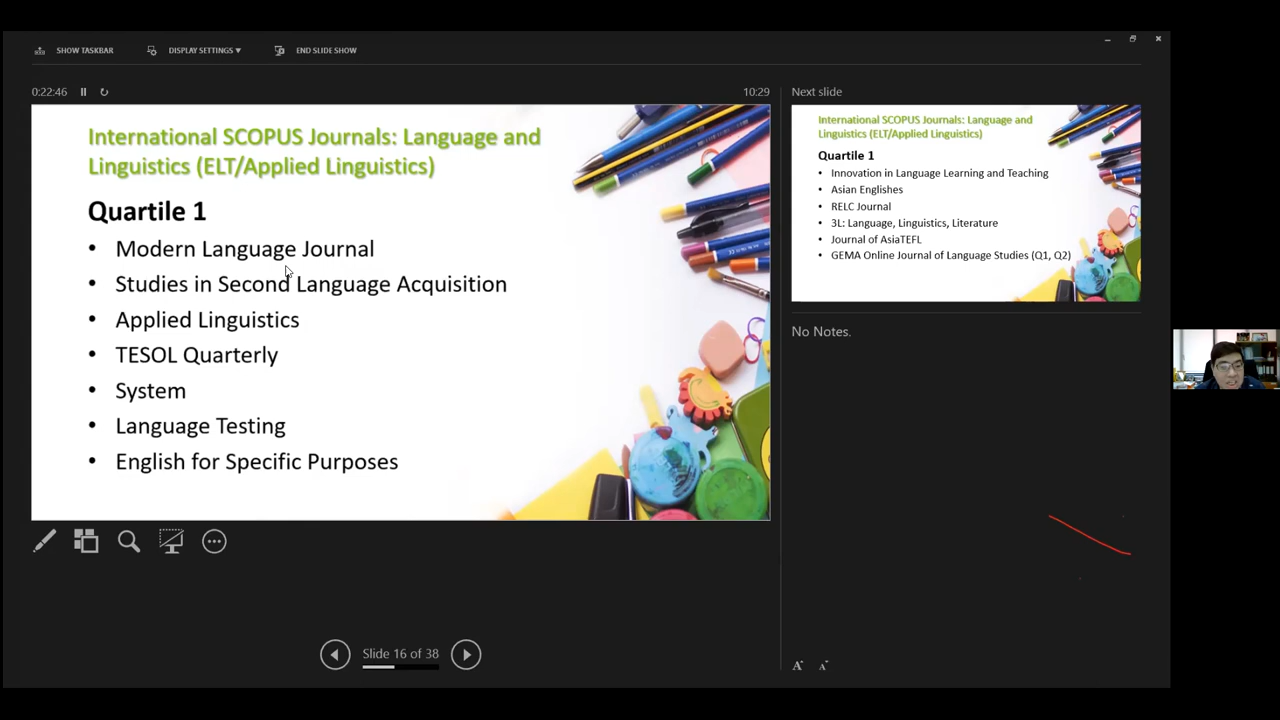 SHOW TASKBAR
DISPLAY SETTINGS ▼
END SLIDE SHOW
0:22:46
10:29
International SCOPUS Journals: Language and
Linguistics (ELT/Applied Linguistics)
Quartile 1
• Modern Language Journal
• Studies in Second Language Acquisition
• Applied Linguistics
• TESOL Quarterly
• System
• Language Testing
• English for Specific Purposes
Slide 16 of 38
Next slide
International SCOPUS Journals: Language and
Linguistics (ELT/Applied Linguistics)
Quartile 1
• Innovation in Language Learning and Teaching
• Asian Englishes
• RELC Journal
• 3L: Language, Linguistics, Literature
• Journal of AsiaTEFL
• GEMA Online Journal of Language Studies (Q1, Q2)
No Notes.
A A